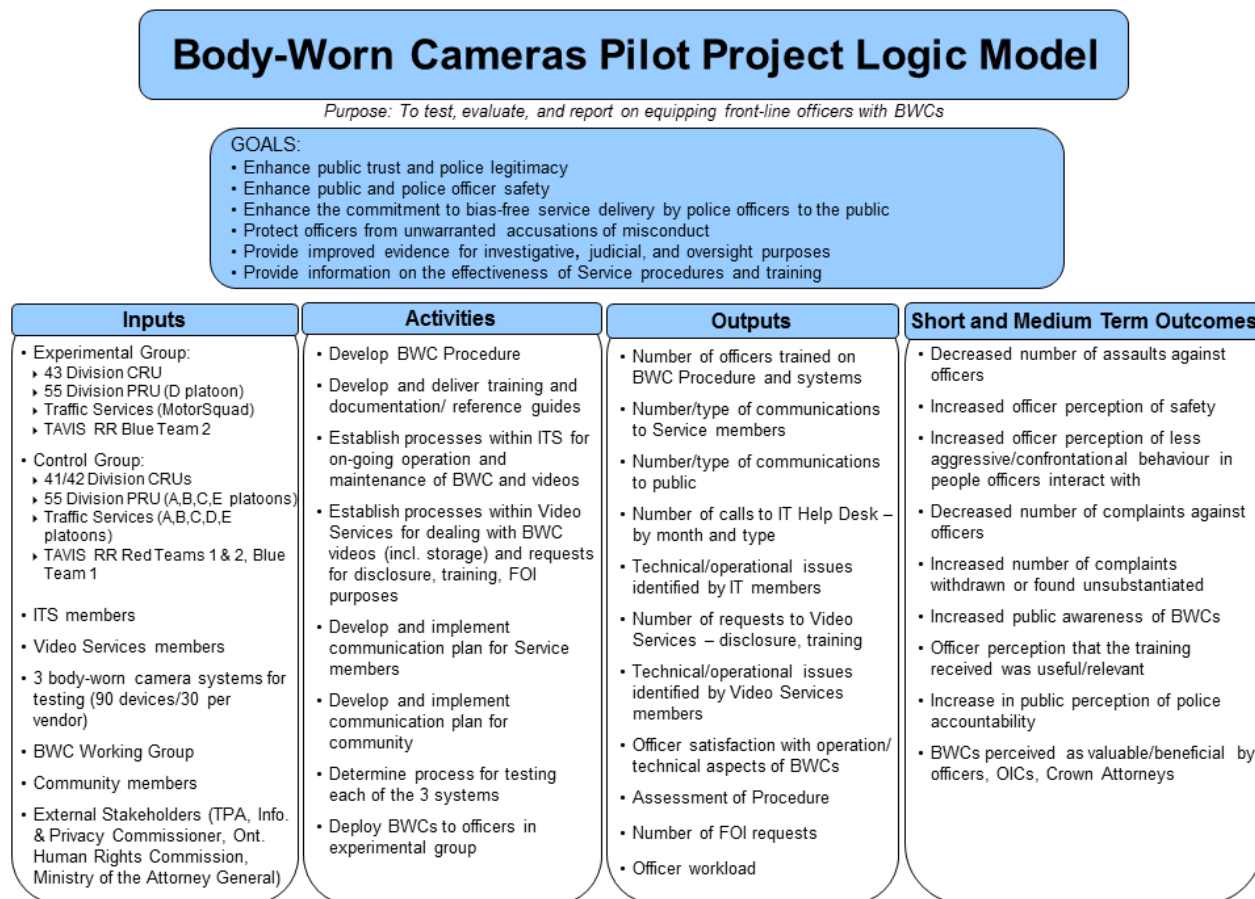 Body-Worn Cameras Pilot Project Logic Model
Purpose: To test, evaluate, and report on equipping front-line officers with BWCs
GOALS:
• Enhance public trust and police legitimacy
• Enhance public and police officer safety
• Enhance the commitment to bias-free service delivery by police officers to the public
• Protect officers from unwarranted accusations of misconduct
• Provide improved evidence for investigative, judicial, and oversight purposes
• Provide information on the effectiveness of Service procedures and training
Inputs
• Experimental Group:
▸ 43 Division CRU
▸ 55 Division PRU (D platoon)
▸ Traffic Services (MotorSquad)
▸ TAVIS RR Blue Team 2
• Control Group:
▸ 41/42 Division CRUs
▸ 55 Division PRU (A,B,C,E platoons)
▸ Traffic Services (A,B,C,D,E
platoons)
▸ TAVIS RR Red Teams 1 & 2, Blue
Team 1
• ITS members
• Video Services members
• 3 body-worn camera systems for
testing (90 devices/30 per
vendor)
• BWC Working Group
• Community members
• External Stakeholders (TPA, Info.
& Privacy Commissioner, Ont.
Human Rights Commission,
Ministry of the Attorney General)
Activities
• Develop BWC Procedure
• Develop and deliver training and
documentation/ reference guides
• Establish processes within ITS for
on-going operation and
maintenance of BWC and videos
• Establish processes within Video
Services for dealing with BWC
videos (incl. storage) and requests
for disclosure, training, FOI
purposes
• Develop and implement
communication plan for Service
members
• Develop and implement
communication plan for
community
• Determine process for testing
each of the 3 systems
• Deploy BWCs to officers in
experimental group
Outputs
• Number of officers trained on
BWC Procedure and systems
• Number/type of communications
to Service members
• Number/type of communications
to public
• Number of calls to IT Help Desk –
by month and type
• Technical/operational issues
identified by IT members
• Number of requests to Video
Services – disclosure, training
• Technical/operational issues
identified by Video Services
members
• Officer satisfaction with operation/
technical aspects of BWCs
• Assessment of Procedure
• Number of FOI requests
• Officer workload
Short and Medium Term Outcomes
• Decreased number of assaults against
officers
• Increased officer perception of safety
• Increased officer perception of less
aggressive/confrontational behaviour in
people officers interact with
• Decreased number of complaints against
officers
• Increased number of complaints
withdrawn or found unsubstantiated
• Increased public awareness of BWCs
• Officer perception that the training
received was useful/relevant
• Increase in public perception of police
accountability
• BWCs perceived as valuable/beneficial by
officers, OICs, Crown Attorneys